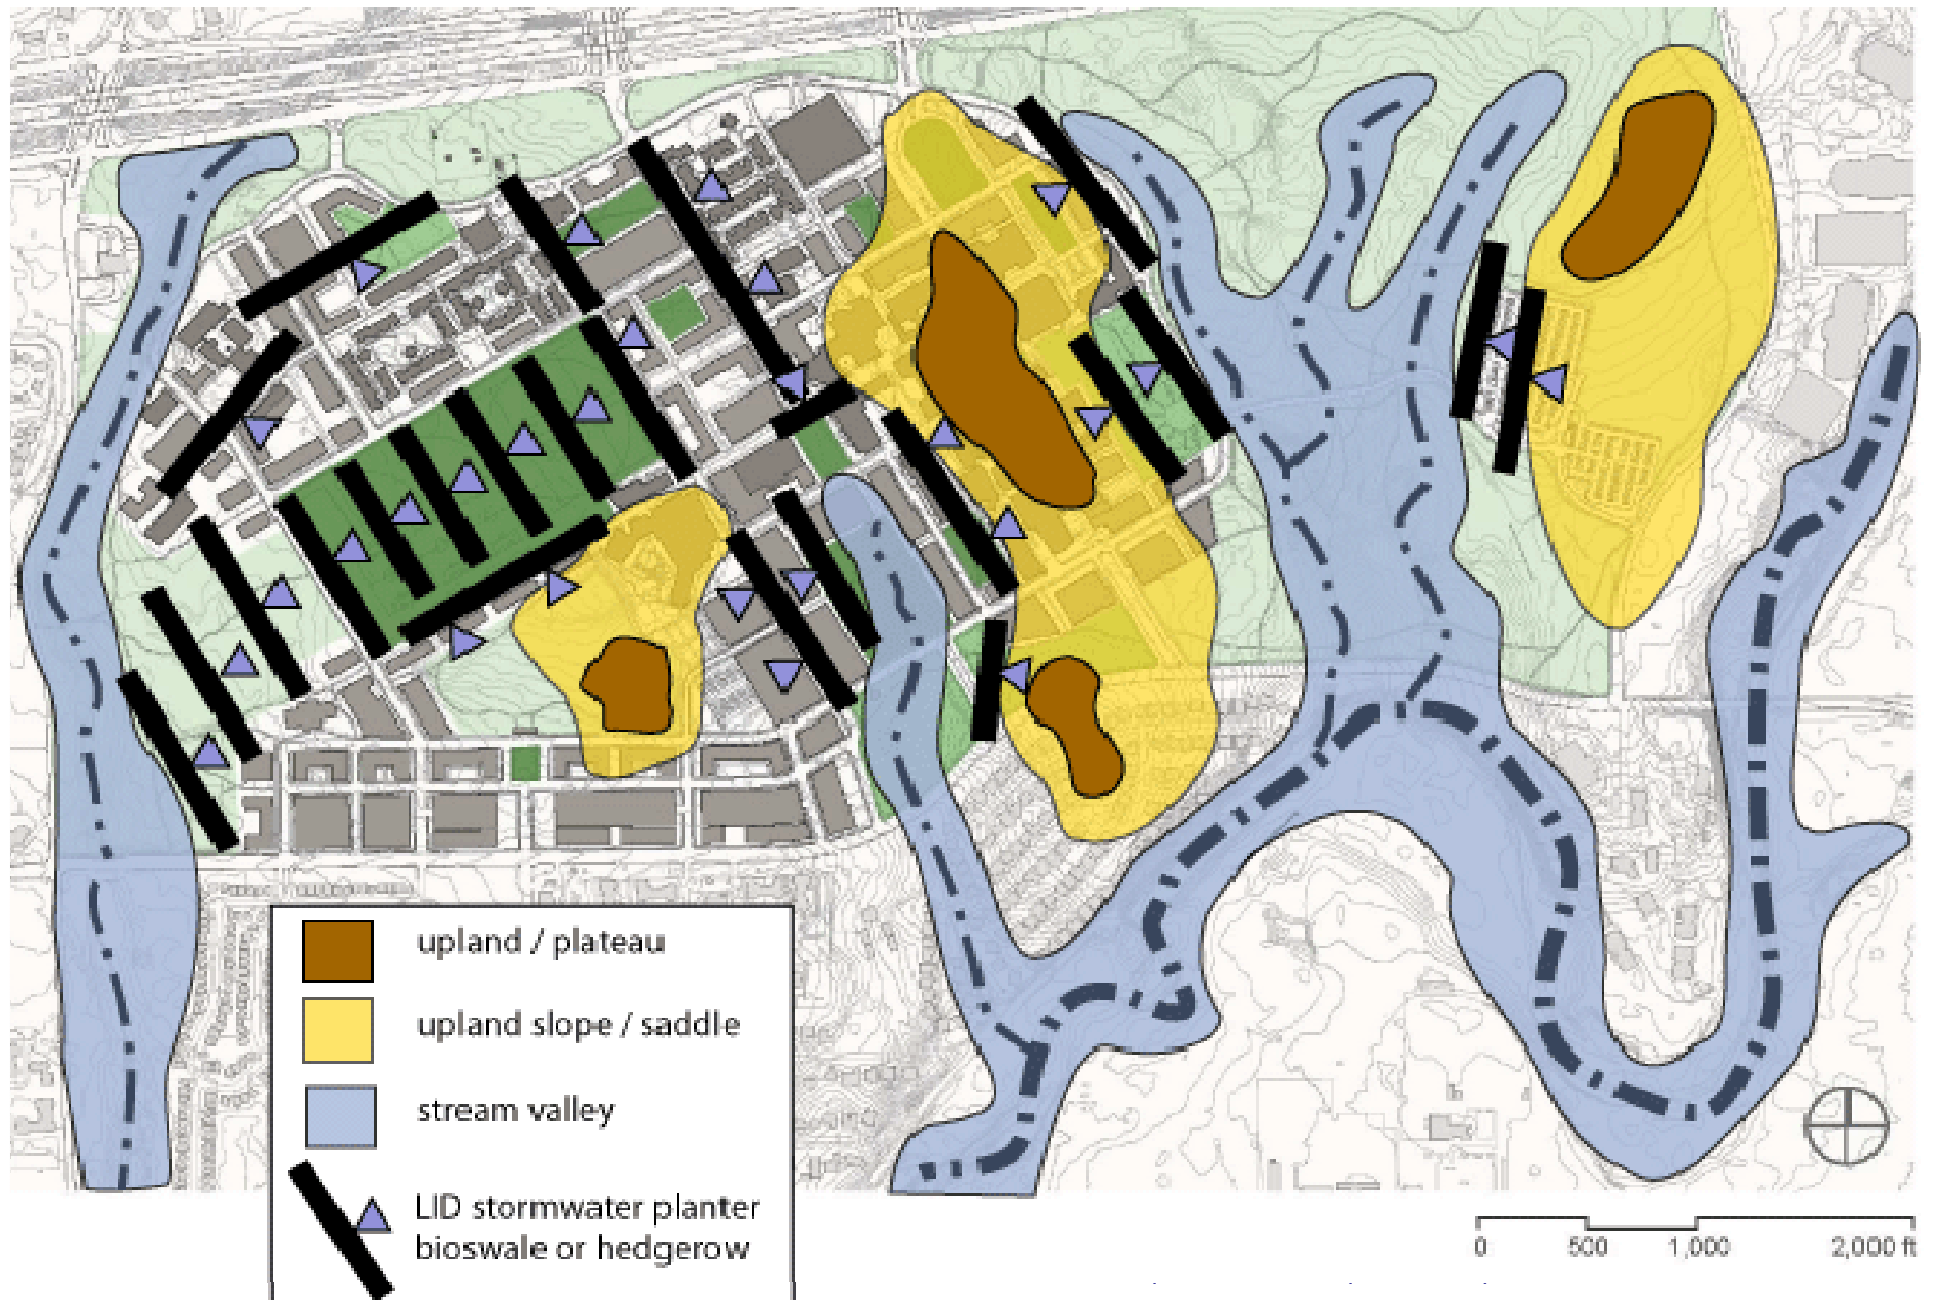 upland / plateau
upland slope / saddle
stream valley
LID stormwater planter
bioswale or hedgerow
0 500 1,000 2,000 ft